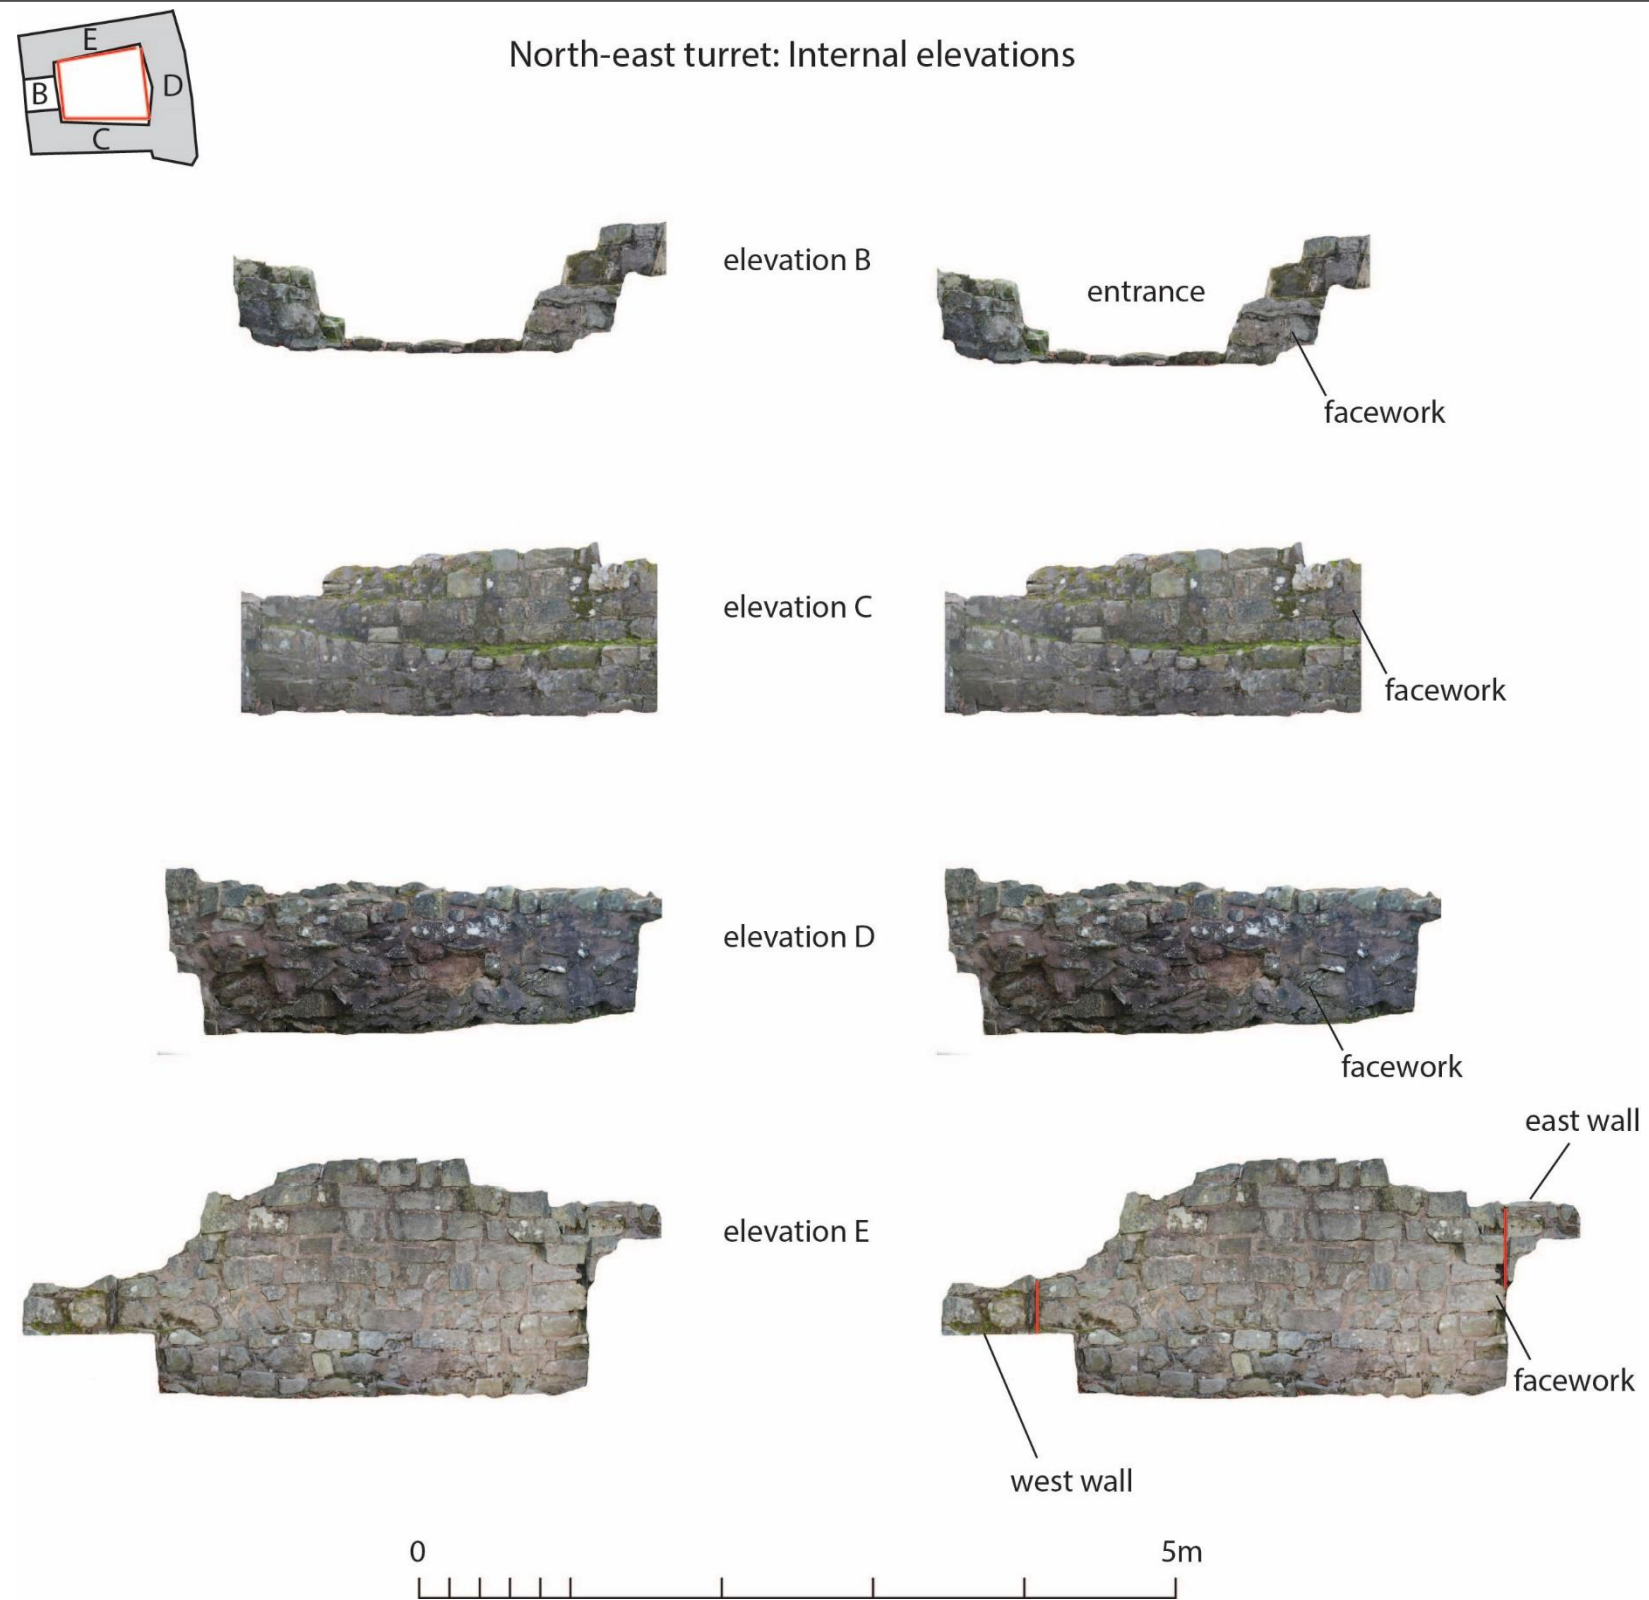 North-east turret: Internal elevations
E
B
D
C
elevation B
entrance
facework
elevation C
facework
elevation D
facework
east wall
elevation E
facework
west wall
0
5m